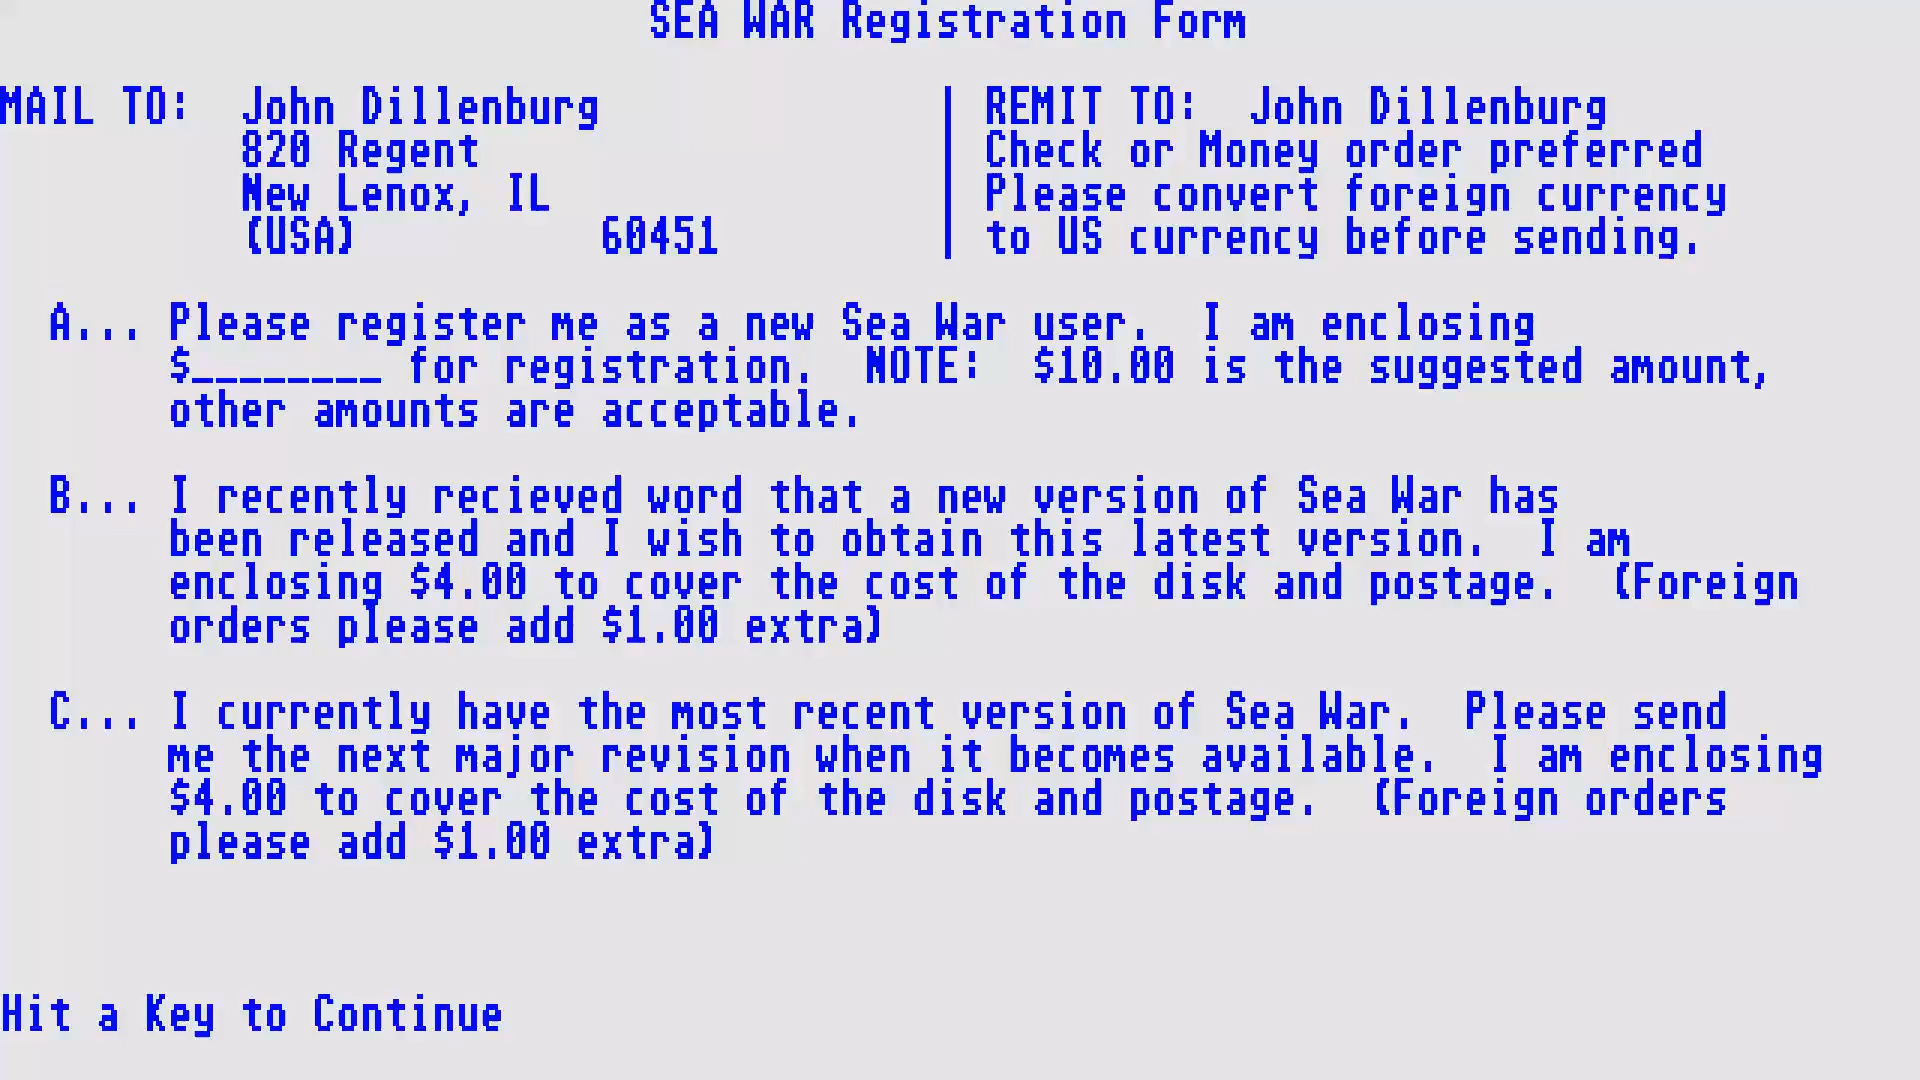 SEA WAR Registration Form
MAIL TO:  John Dillenburg | REMIT TO:  John Dillenburg
820 Regent | Check or Money order preferred
New Lenox, IL | Please convert foreign currency
(USA)          60451 | to US currency before sending.
A... Please register me as a new Sea War user.  I am enclosing
$________ for registration.  NOTE:  $10.00 is the suggested amount,
other amounts are acceptable.
B... I recently recieved word that a new version of Sea War has
been released and I wish to obtain this latest version.  I am
enclosing $4.00 to cover the cost of the disk and postage.  (Foreign
orders please add $1.00 extra)
C... I currently have the most recent version of Sea War.  Please send
me the next major revision when it becomes available.  I am enclosing
$4.00 to cover the cost of the disk and postage.  (Foreign orders
please add $1.00 extra)
Hit a Key to Continue